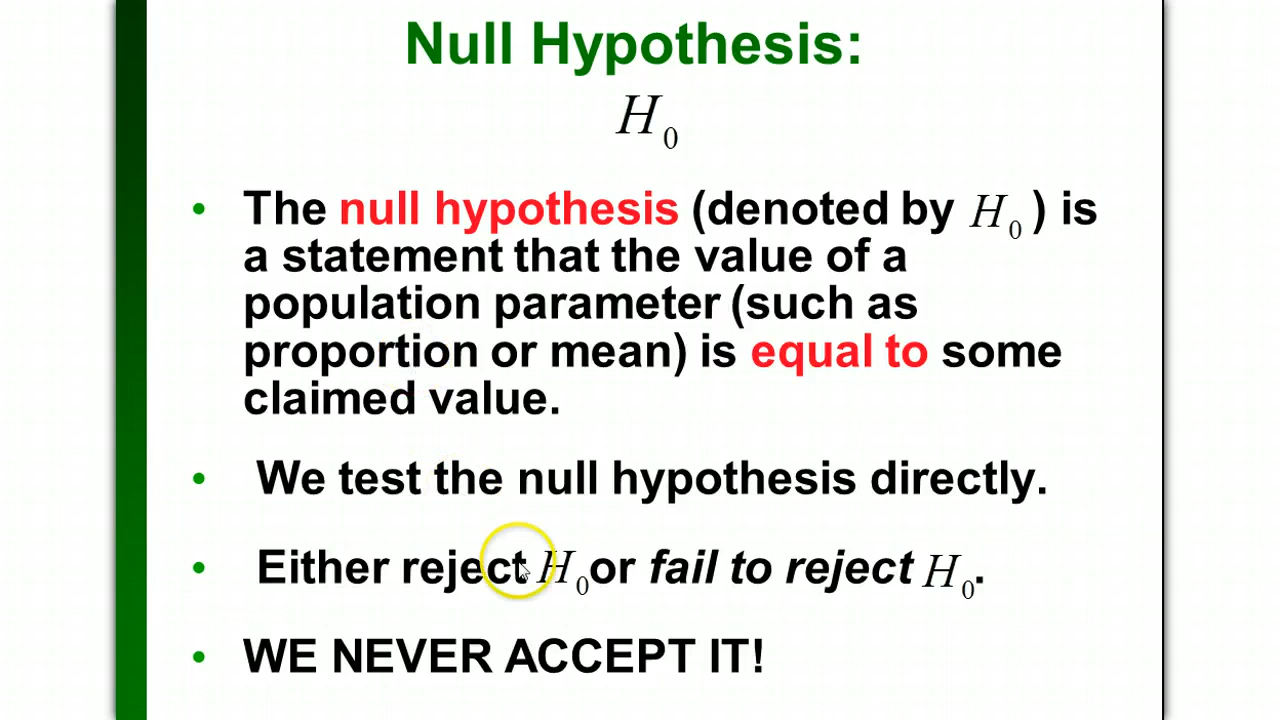 Null Hypothesis:
H₀
• The null hypothesis (denoted by H₀ ) is
a statement that the value of a
population parameter (such as
proportion or mean) is equal to some
claimed value.
• We test the null hypothesis directly.
• Either reject H₀ or fail to reject H₀.
• WE NEVER ACCEPT IT!